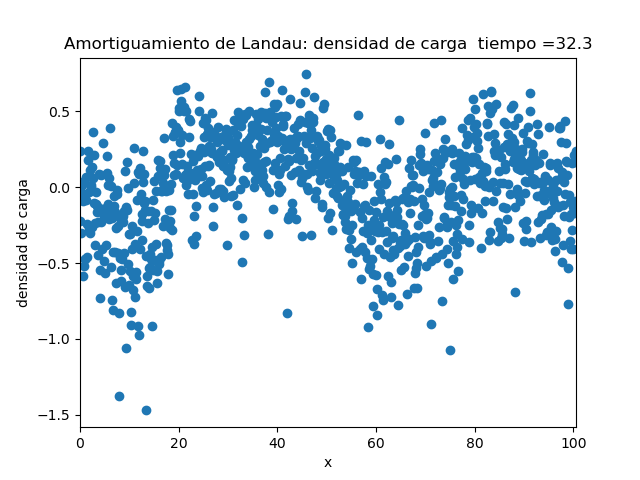 Amortiguamiento de Landau: densidad de carga  tiempo =32.3
densidad de carga
0.5
0.0
−0.5
−1.0
−1.5
0 20 40 60 80 100
x